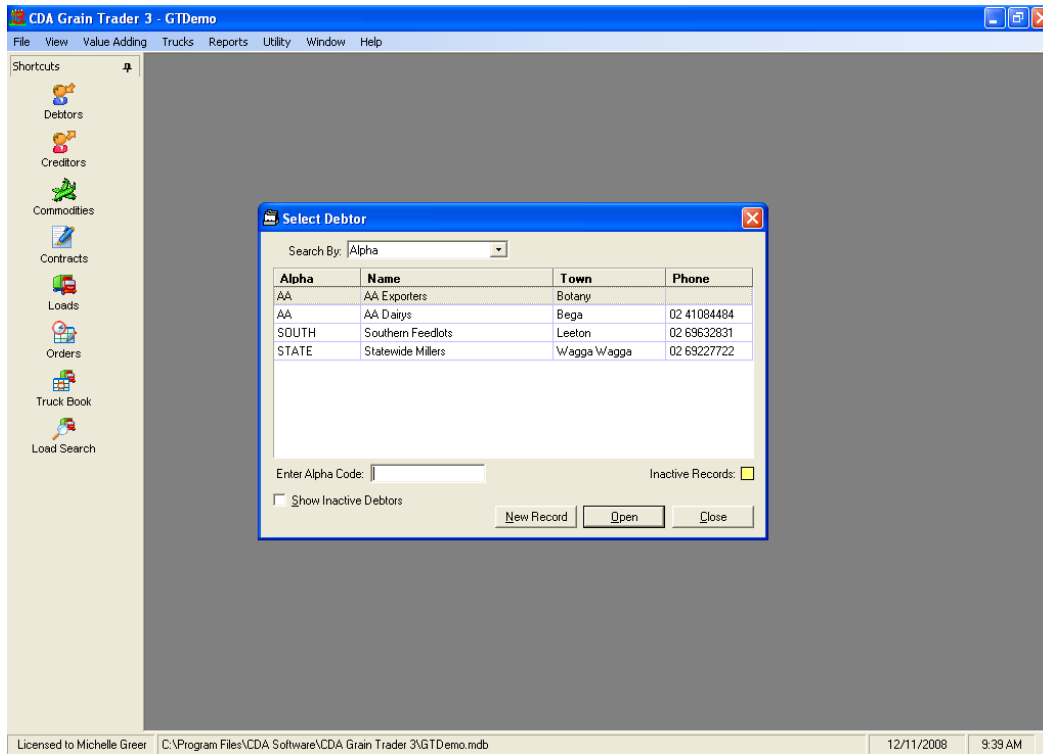 CDA Grain Trader 3 - GTDemo
File View Value Adding Trucks Reports Utility Window Help
Shortcuts
Debtors
Creditors
Commodities
Contracts
Loads
Orders
Truck Book
Load Search
Select Debtor
Search By: Alpha
Alpha Name Town Phone
AA AA Exporters Botany
AA AA Dairys Bega 02 41084484
SOUTH Southern Feedlots Leeton 02 69632831
STATE Statewide Millers Wagga Wagga 02 69227722
Enter Alpha Code: Inactive Records:
Show Inactive Debtors
New Record Open Close
Licensed to Michelle Greer C:\Program Files\CDA Software\CDA Grain Trader 3\GTDemo.mdb 12/11/2008 9:39 AM